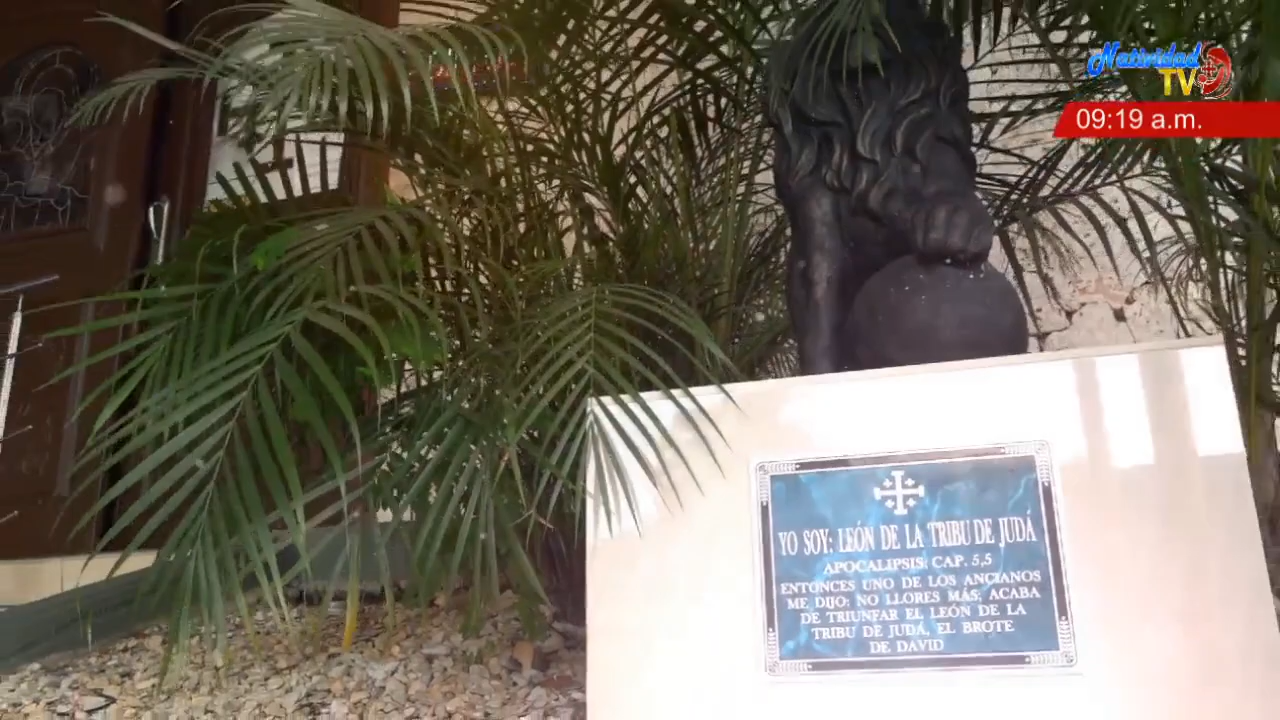 Natividad
TV
09:19 a.m.
YO SOY: LEÓN DE LA TRIBU DE JUDÁ
APOCALIPSIS: CAP. 5,5
ENTONCES UNO DE LOS ANCIANOS
ME DIJO: NO LLORES MÁS; ACABA
DE TRIUNFAR EL LEÓN DE LA
TRIBU DE JUDÁ, EL BROTE
DE DAVID